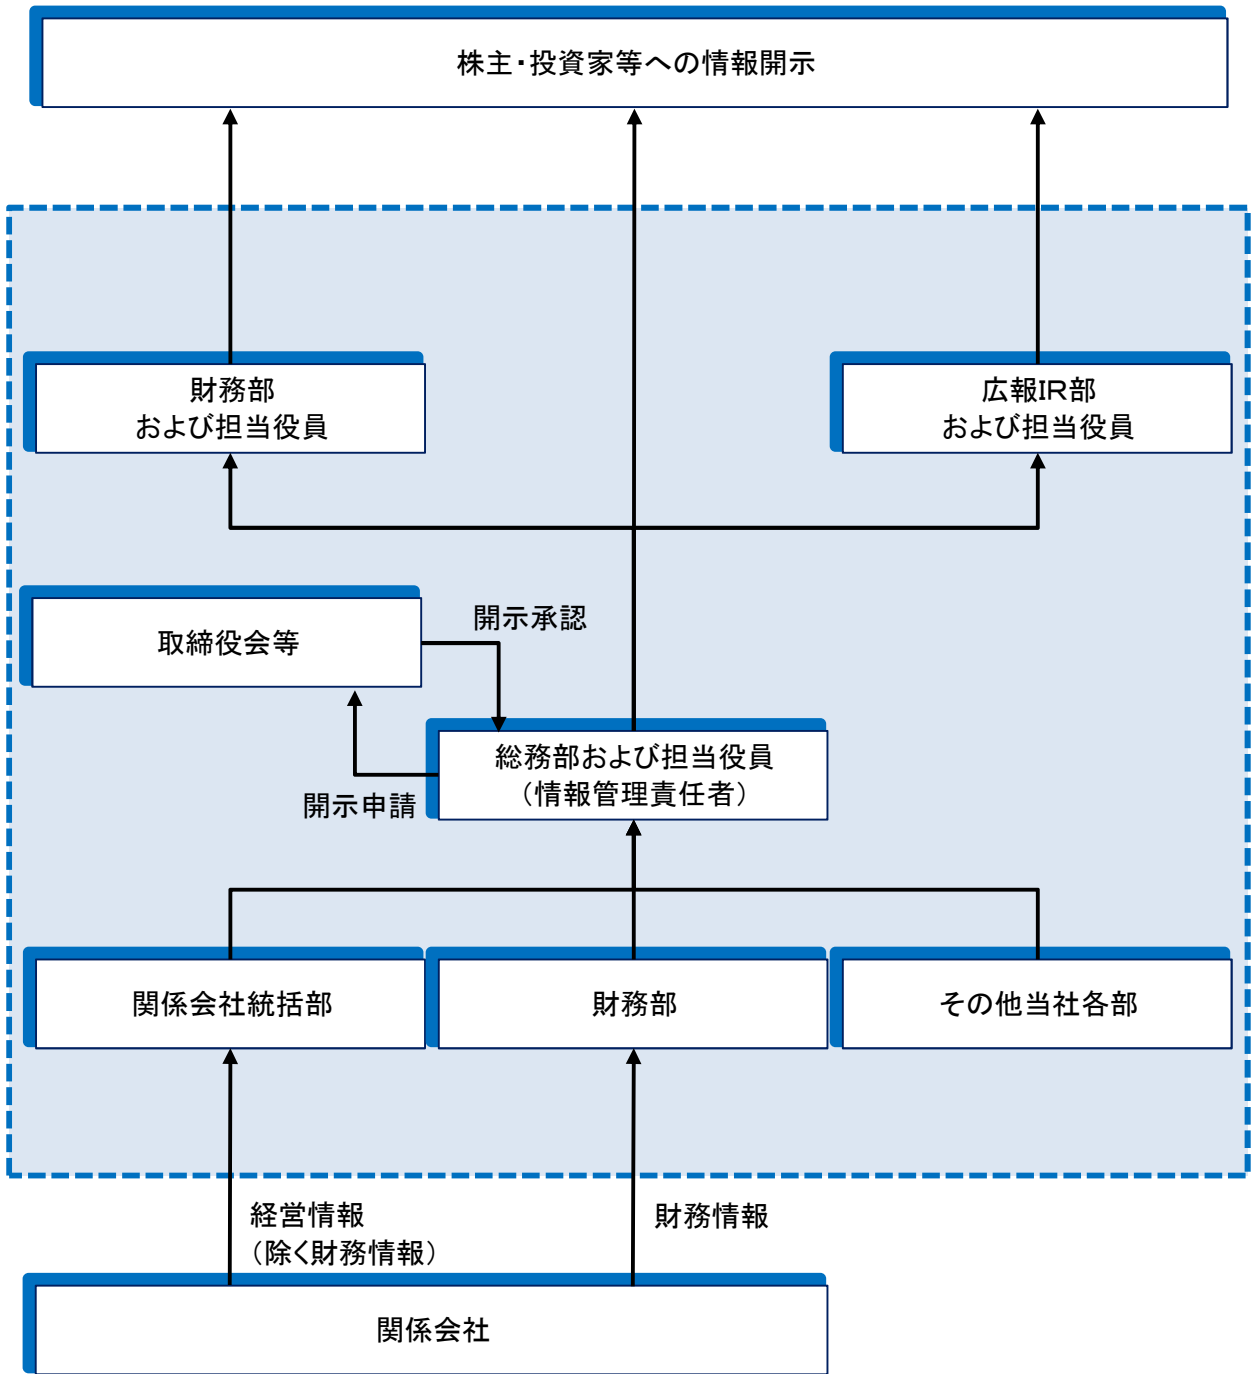 株主・投資家等への情報開示
財務部
および担当役員
広報IR部
および担当役員
開示承認
取締役会等
総務部および担当役員
（情報管理責任者）
開示申請
関係会社統括部
財務部
その他当社各部
経営情報
（除く財務情報）
財務情報
関係会社